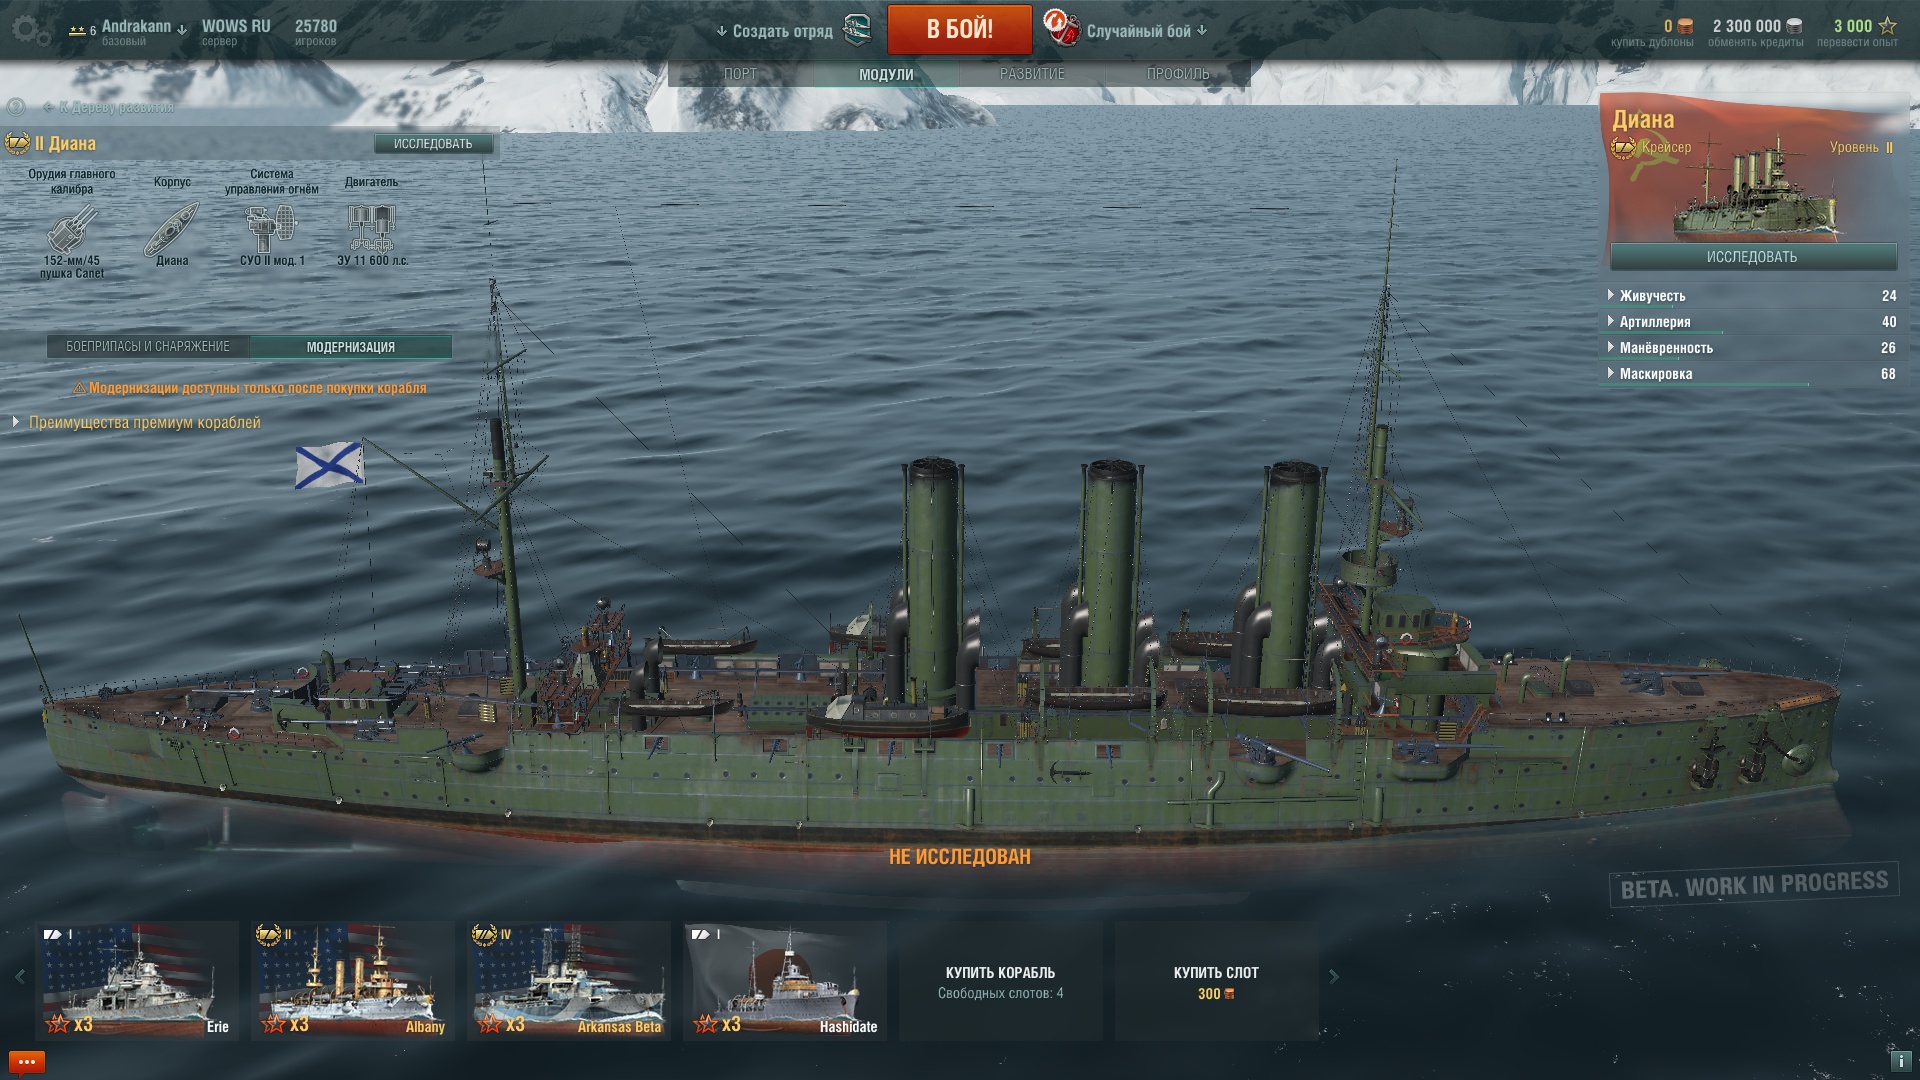 6 Andrakann
базовый
WOWS RU
сервер
25780
игроков
Создать отряд
В БОЙ!
Случайный бой
0
купить дублоны
2 300 000
обменять кредиты
3 000
перевести опыт
ПОРТ
МОДУЛИ
РАЗВИТИЕ
ПРОФИЛЬ
← К Дереву развития
II Диана
ИССЛЕДОВАТЬ
Орудия главного
калибра
Корпус
Система
управления огнём
Двигатель
152-мм/45
пушка Canet
Диана
СУО II мод. 1
ЭУ 11 600 л.с.
БОЕПРИПАСЫ И СНАРЯЖЕНИЕ
МОДЕРНИЗАЦИЯ
Модернизации доступны только после покупки корабля
Преимущества премиум кораблей
Диана
Крейсер
Уровень II
ИССЛЕДОВАТЬ
Живучесть 24
Артиллерия 40
Манёвренность 26
Маскировка 68
НЕ ИССЛЕДОВАН
BETA. WORK IN PROGRESS
I
x3
Erie
II
x3
Albany
IV
x3
Arkansas Beta
I
x3
Hashidate
КУПИТЬ КОРАБЛЬ
Свободных слотов: 4
КУПИТЬ СЛОТ
300